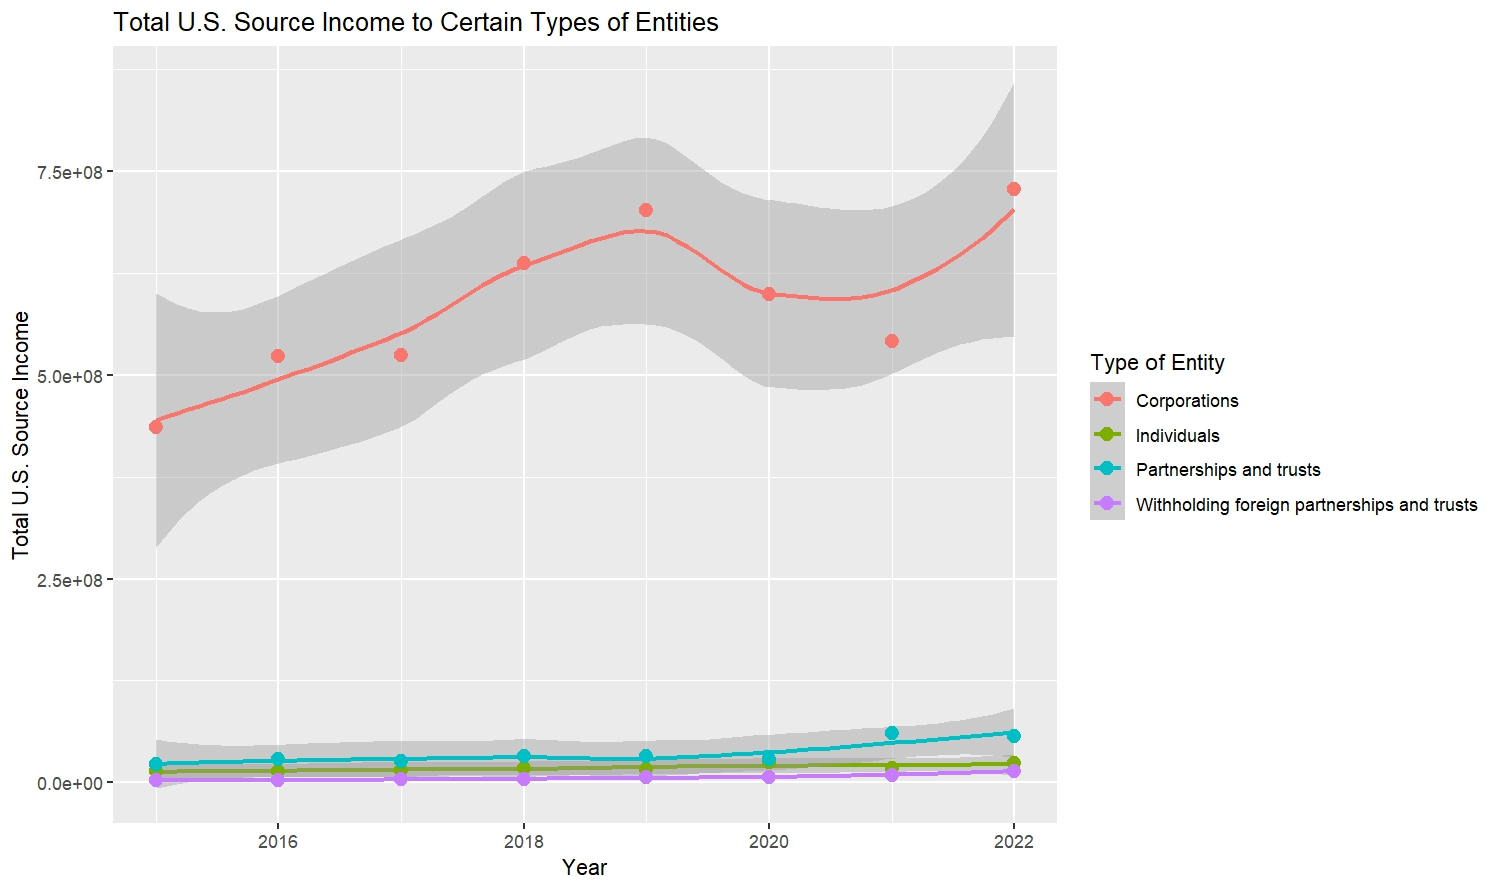 Total U.S. Source Income to Certain Types of Entities
Total U.S. Source Income
7.5e+08
5.0e+08
2.5e+08
0.0e+00
2016
2018
2020
2022
Year
Type of Entity
Corporations
Individuals
Partnerships and trusts
Withholding foreign partnerships and trusts